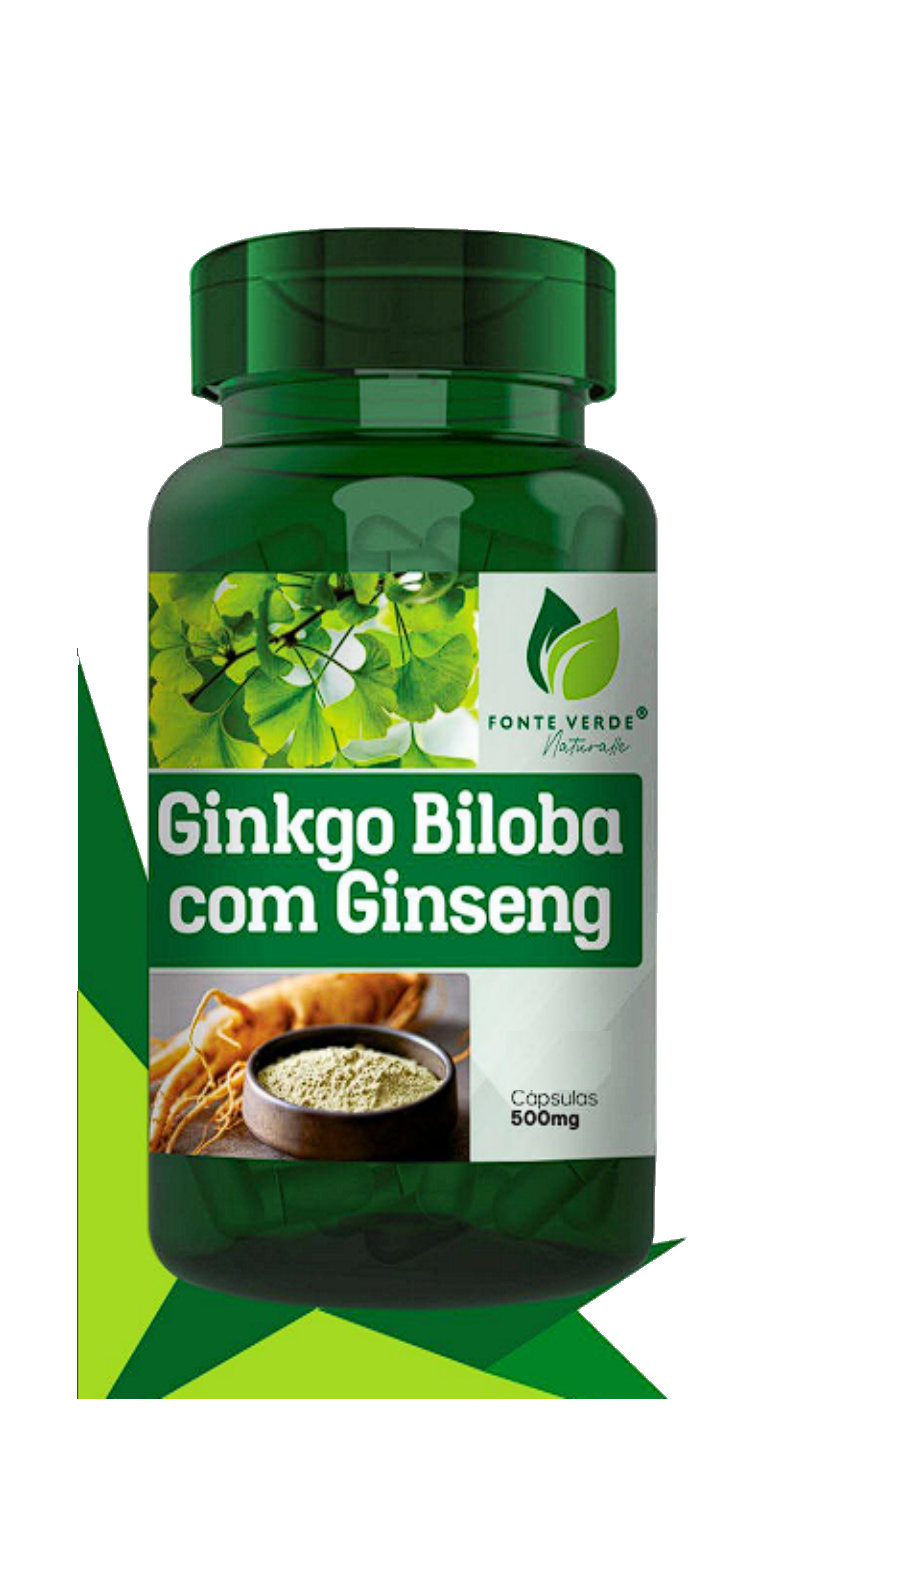 FONTE VERDE®
Naturalle
Ginkgo Biloba
com Ginseng
Cápsulas
500mg